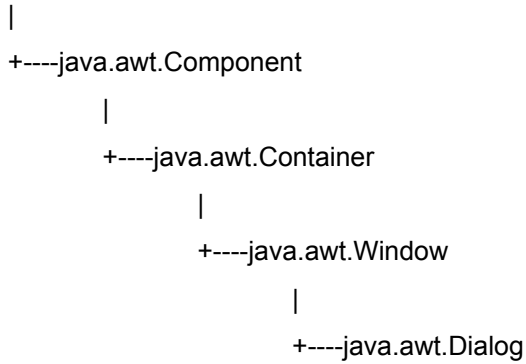 |
+----java.awt.Component
|
+----java.awt.Container
|
+----java.awt.Window
|
+----java.awt.Dialog